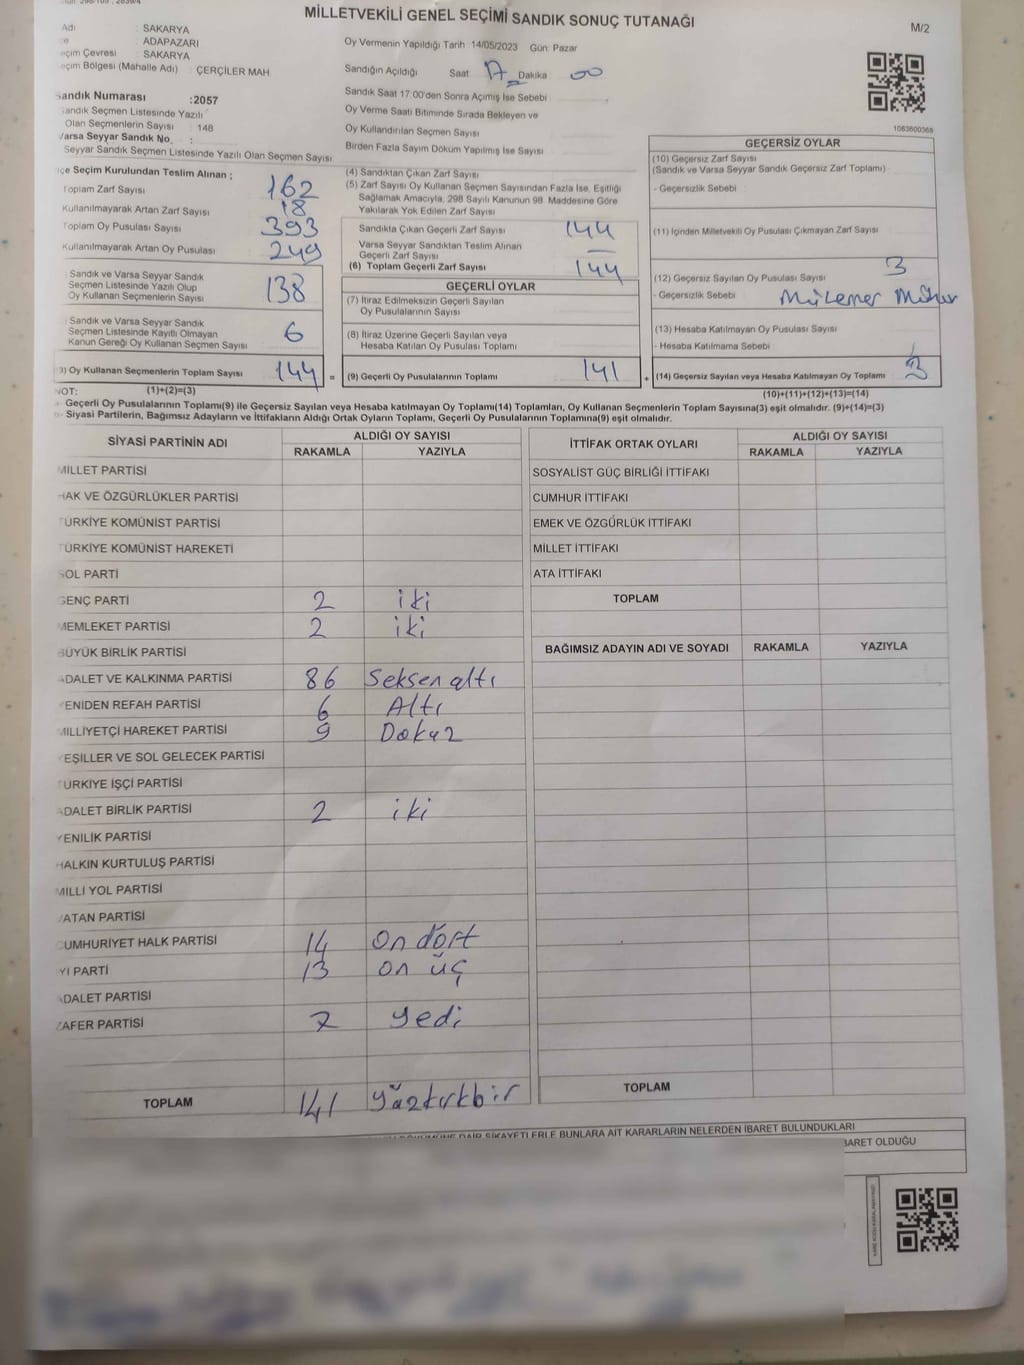 MİLLETVEKİLİ GENEL SEÇİMİ SANDIK SONUÇ TUTANAĞI
M/2
Adı : SAKARYA
ADAPAZARI
Seçim Çevresi : SAKARYA
Seçim Bölgesi (Mahalle Adı) : ÇERÇİLER MAH
Sandık Numarası :2057
Sandık Seçmen Listesinde Yazılı
Olan Seçmenlerin Sayısı : 148
Varsa Seyyar Sandık No :
Seyyar Sandık Seçmen Listesinde Yazılı Olan Seçmen Sayısı
Oy Vermenin Yapıldığı Tarih 14/05/2023 Gün: Pazar
Sandığın Açıldığı Saat 17 Dakika 00
Sandık Saat 17:00'den Sonra Açımış İse Sebebi
Oy Verme Saati Bitiminde Sırada Bekleyen ve
Oy Kullandırılan Seçmen Sayısı
Birden Fazla Sayım Döküm Yapılmış İse Sayısı
1083600368
İlçe Seçim Kurulundan Teslim Alınan ;
Toplam Zarf Sayısı 162
Kullanılmayarak Artan Zarf Sayısı 18
Toplam Oy Pusulası Sayısı 393
Kullanılmayarak Artan Oy Pusulası 249
Sandık ve Varsa Seyyar Sandık
Seçmen Listesinde Yazılı Olup
Oy Kullanan Seçmenlerin Sayısı 138
Sandık ve Varsa Seyyar Sandık
Seçmen Listesinde Kayıtlı Olmayan
Kanun Gereği Oy Kullanan Seçmen Sayısı 6
3) Oy Kullanan Seçmenlerin Toplam Sayısı 144 =
(4) Sandıktan Çıkan Zarf Sayısı
(5) Zarf Sayısı Oy Kullanan Seçmen Sayısından Fazla İse, Eşitliği
Sağlamak Amacıyla, 298 Sayılı Kanunun 98. Maddesine Göre
Yakılarak Yok Edilen Zarf Sayısı
Sandıkta Çıkan Geçerli Zarf Sayısı 144
Varsa Seyyar Sandıktan Teslim Alınan
Geçerli Zarf Sayısı —
(6) Toplam Geçerli Zarf Sayısı 144
GEÇERLİ OYLAR
(7) İtiraz Edilmeksizin Geçerli Sayılan
Oy Pusulalarının Sayısı
(8) İtiraz Üzerine Geçerli Sayılan veya
Hesaba Katılan Oy Pusulası Toplamı
(9) Geçerli Oy Pusulalarının Toplamı 141 +
GEÇERSİZ OYLAR
(10) Geçersiz Zarf Sayısı
(Sandık ve Varsa Seyyar Sandık Geçersiz Zarf Toplamı)
- Geçersizlik Sebebi
(11) İçinden Milletvekili Oy Pusulası Çıkmayan Zarf Sayısı
(12) Geçersiz Sayılan Oy Pusulası Sayısı 3
- Geçersizlik Sebebi
(13) Hesaba Katılmayan Oy Pusulası Sayısı
- Hesaba Katılmama Sebebi
(14) Geçersiz Sayılan veya Hesaba Katılmayan Oy Toplamı 3
NOT: (1)+(2)=(3)
(10)+(11)+(12)+(13)=(14)
Geçerli Oy Pusulalarının Toplamı(9) ile Geçersiz Sayılan veya Hesaba katılmayan Oy Toplamı(14) Toplamları, Oy Kullanan Seçmenlerin Toplam Sayısına(3) eşit olmalıdır. (9)+(14)=(3)
Siyasi Partilerin, Bağımsız Adayların ve İttifakların Aldığı Ortak Oyların Toplamı, Geçerli Oy Pusulalarının Toplamına(9) eşit olmalıdır.
SİYASİ PARTİNİN ADI
ALDIĞI OY SAYISI
RAKAMLA YAZIYLA
MİLLET PARTİSİ
HAK VE ÖZGÜRLÜKLER PARTİSİ
TÜRKİYE KOMÜNİST PARTİSİ
TÜRKİYE KOMÜNİST HAREKETİ
SOL PARTİ
GENÇ PARTİ 2 iki
MEMLEKET PARTİSİ 2 iki
BÜYÜK BİRLİK PARTİSİ
ADALET VE KALKINMA PARTİSİ 86 Seksen altı
YENİDEN REFAH PARTİSİ 6 Altı
MİLLİYETÇİ HAREKET PARTİSİ 9 Dokuz
YEŞİLLER VE SOL GELECEK PARTİSİ
TÜRKİYE İŞÇİ PARTİSİ
ADALET BİRLİK PARTİSİ 2 iki
YENİLİK PARTİSİ
HALKIN KURTULUŞ PARTİSİ
MİLLİ YOL PARTİSİ
VATAN PARTİSİ
CUMHURİYET HALK PARTİSİ 14 On dört
İYİ PARTİ 13 on üç
ADALET PARTİSİ
ZAFER PARTİSİ 7 yedi
TOPLAM 141 Yüzkırkbir
İTTİFAK ORTAK OYLARI
ALDIĞI OY SAYISI
RAKAMLA YAZIYLA
SOSYALİST GÜÇ BİRLİĞİ İTTİFAKI
CUMHUR İTTİFAKI
EMEK VE ÖZGÜRLÜK İTTİFAKI
MİLLET İTTİFAKI
ATA İTTİFAKI
TOPLAM
BAĞIMSIZ ADAYIN ADI VE SOYADI RAKAMLA YAZIYLA
TOPLAM
DAİR ŞİKAYETLERLE BUNLARA AİT KARARLARIN NELERDEN İBARET BULUNDUKLARI
İBARET OLDUĞU